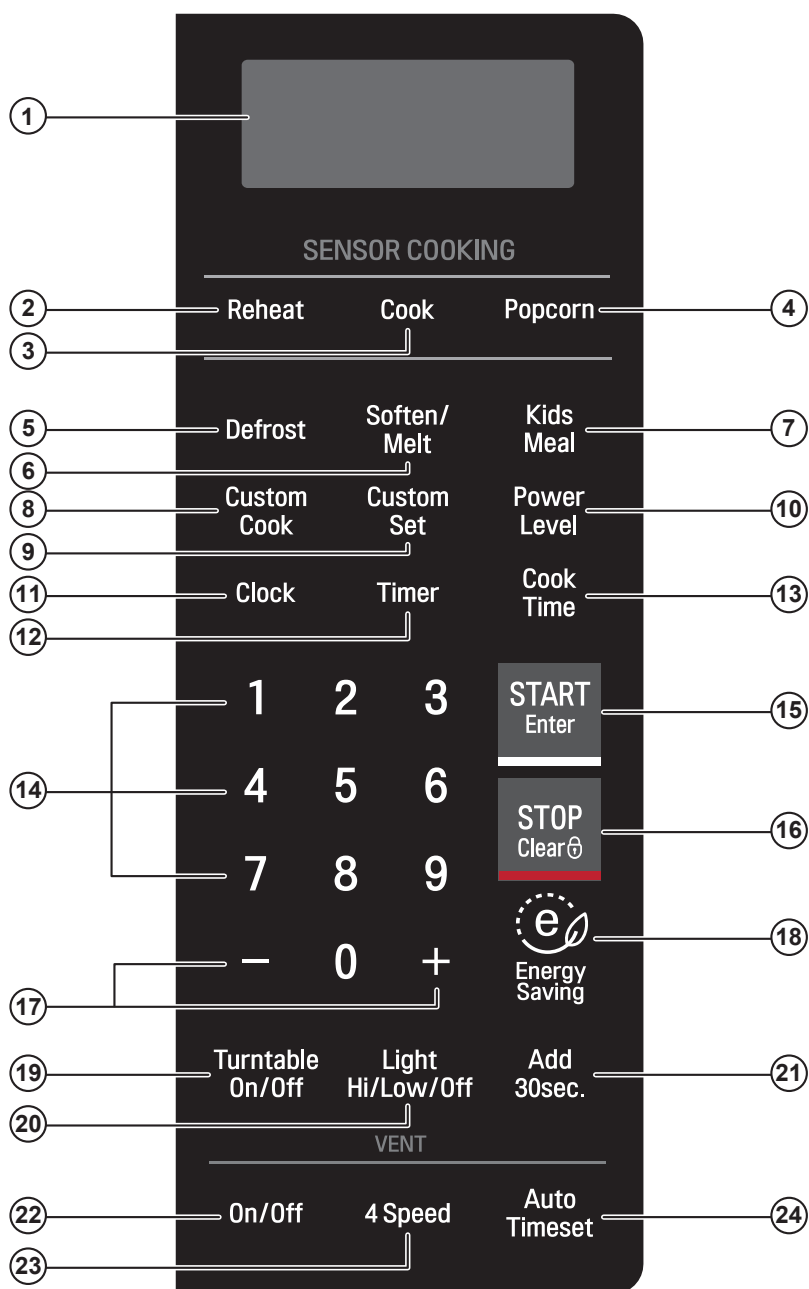 1
SENSOR COOKING
2 Reheat Cook Popcorn 4
3
5 Defrost Soften/ Melt Kids Meal 7
6
8 Custom Cook Custom Set Power Level 10
9
11 Clock Timer Cook Time 13
12
1 2 3 START Enter 15
14 4 5 6 STOP Clear 16
7 8 9
e Energy Saving 18
− 0 +
17
19 Turntable On/Off Light Hi/Low/Off Add 30sec. 21
20
VENT
22 On/Off 4 Speed Auto Timeset 24
23